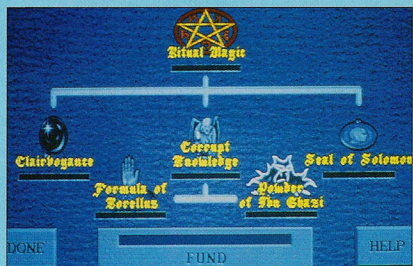 Ritual Magic
Clairvoyance
Corrupt
Knowledge
Seal of Solomon
Formula of
Borellus
Powder
of Ibn Ghazi
DONE
FUND
HELP